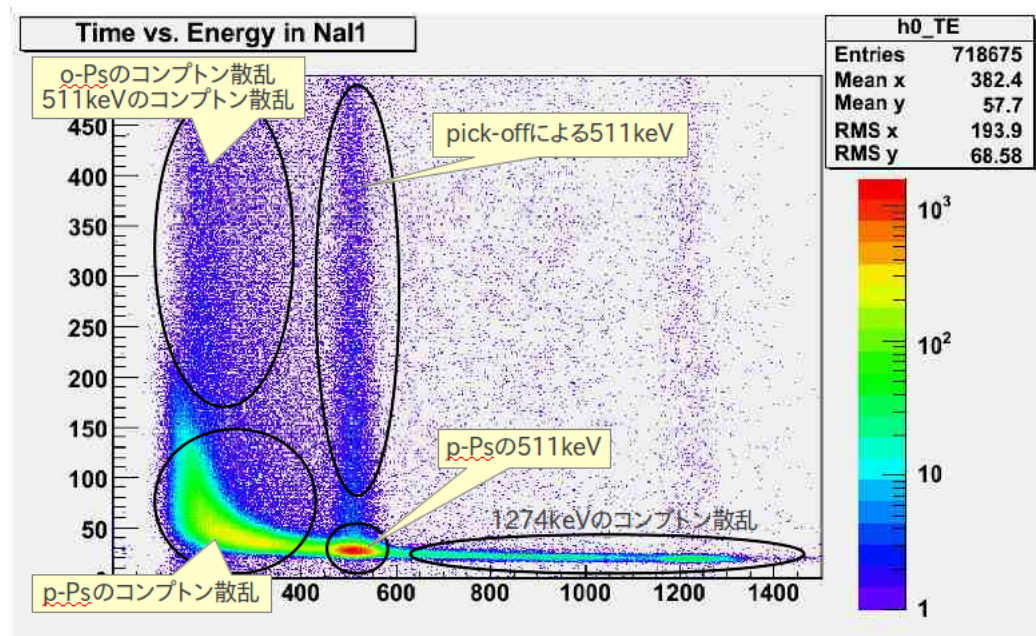 Time vs. Energy in NaI1
h0_TE
Entries 718675
Mean x 382.4
Mean y 57.7
RMS x 193.9
RMS y 68.58
o-Psのコンプトン散乱
511keVのコンプトン散乱
pick-offによる511keV
450
400
350
300
250
200
150
100
50
p-Psの511keV
1274keVのコンプトン散乱
p-Psのコンプトン散乱
400 600 800 1000 1200 1400
10³
10²
10
1